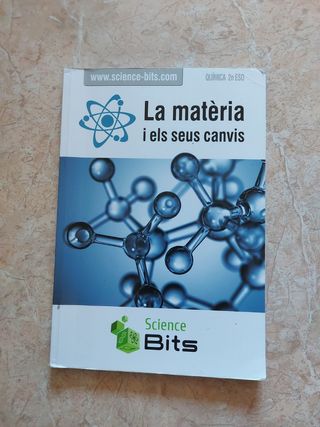 www.science-bits.com
QUÍMICA 2n ESO
La matèria
i els seus canvis
Science
Bits